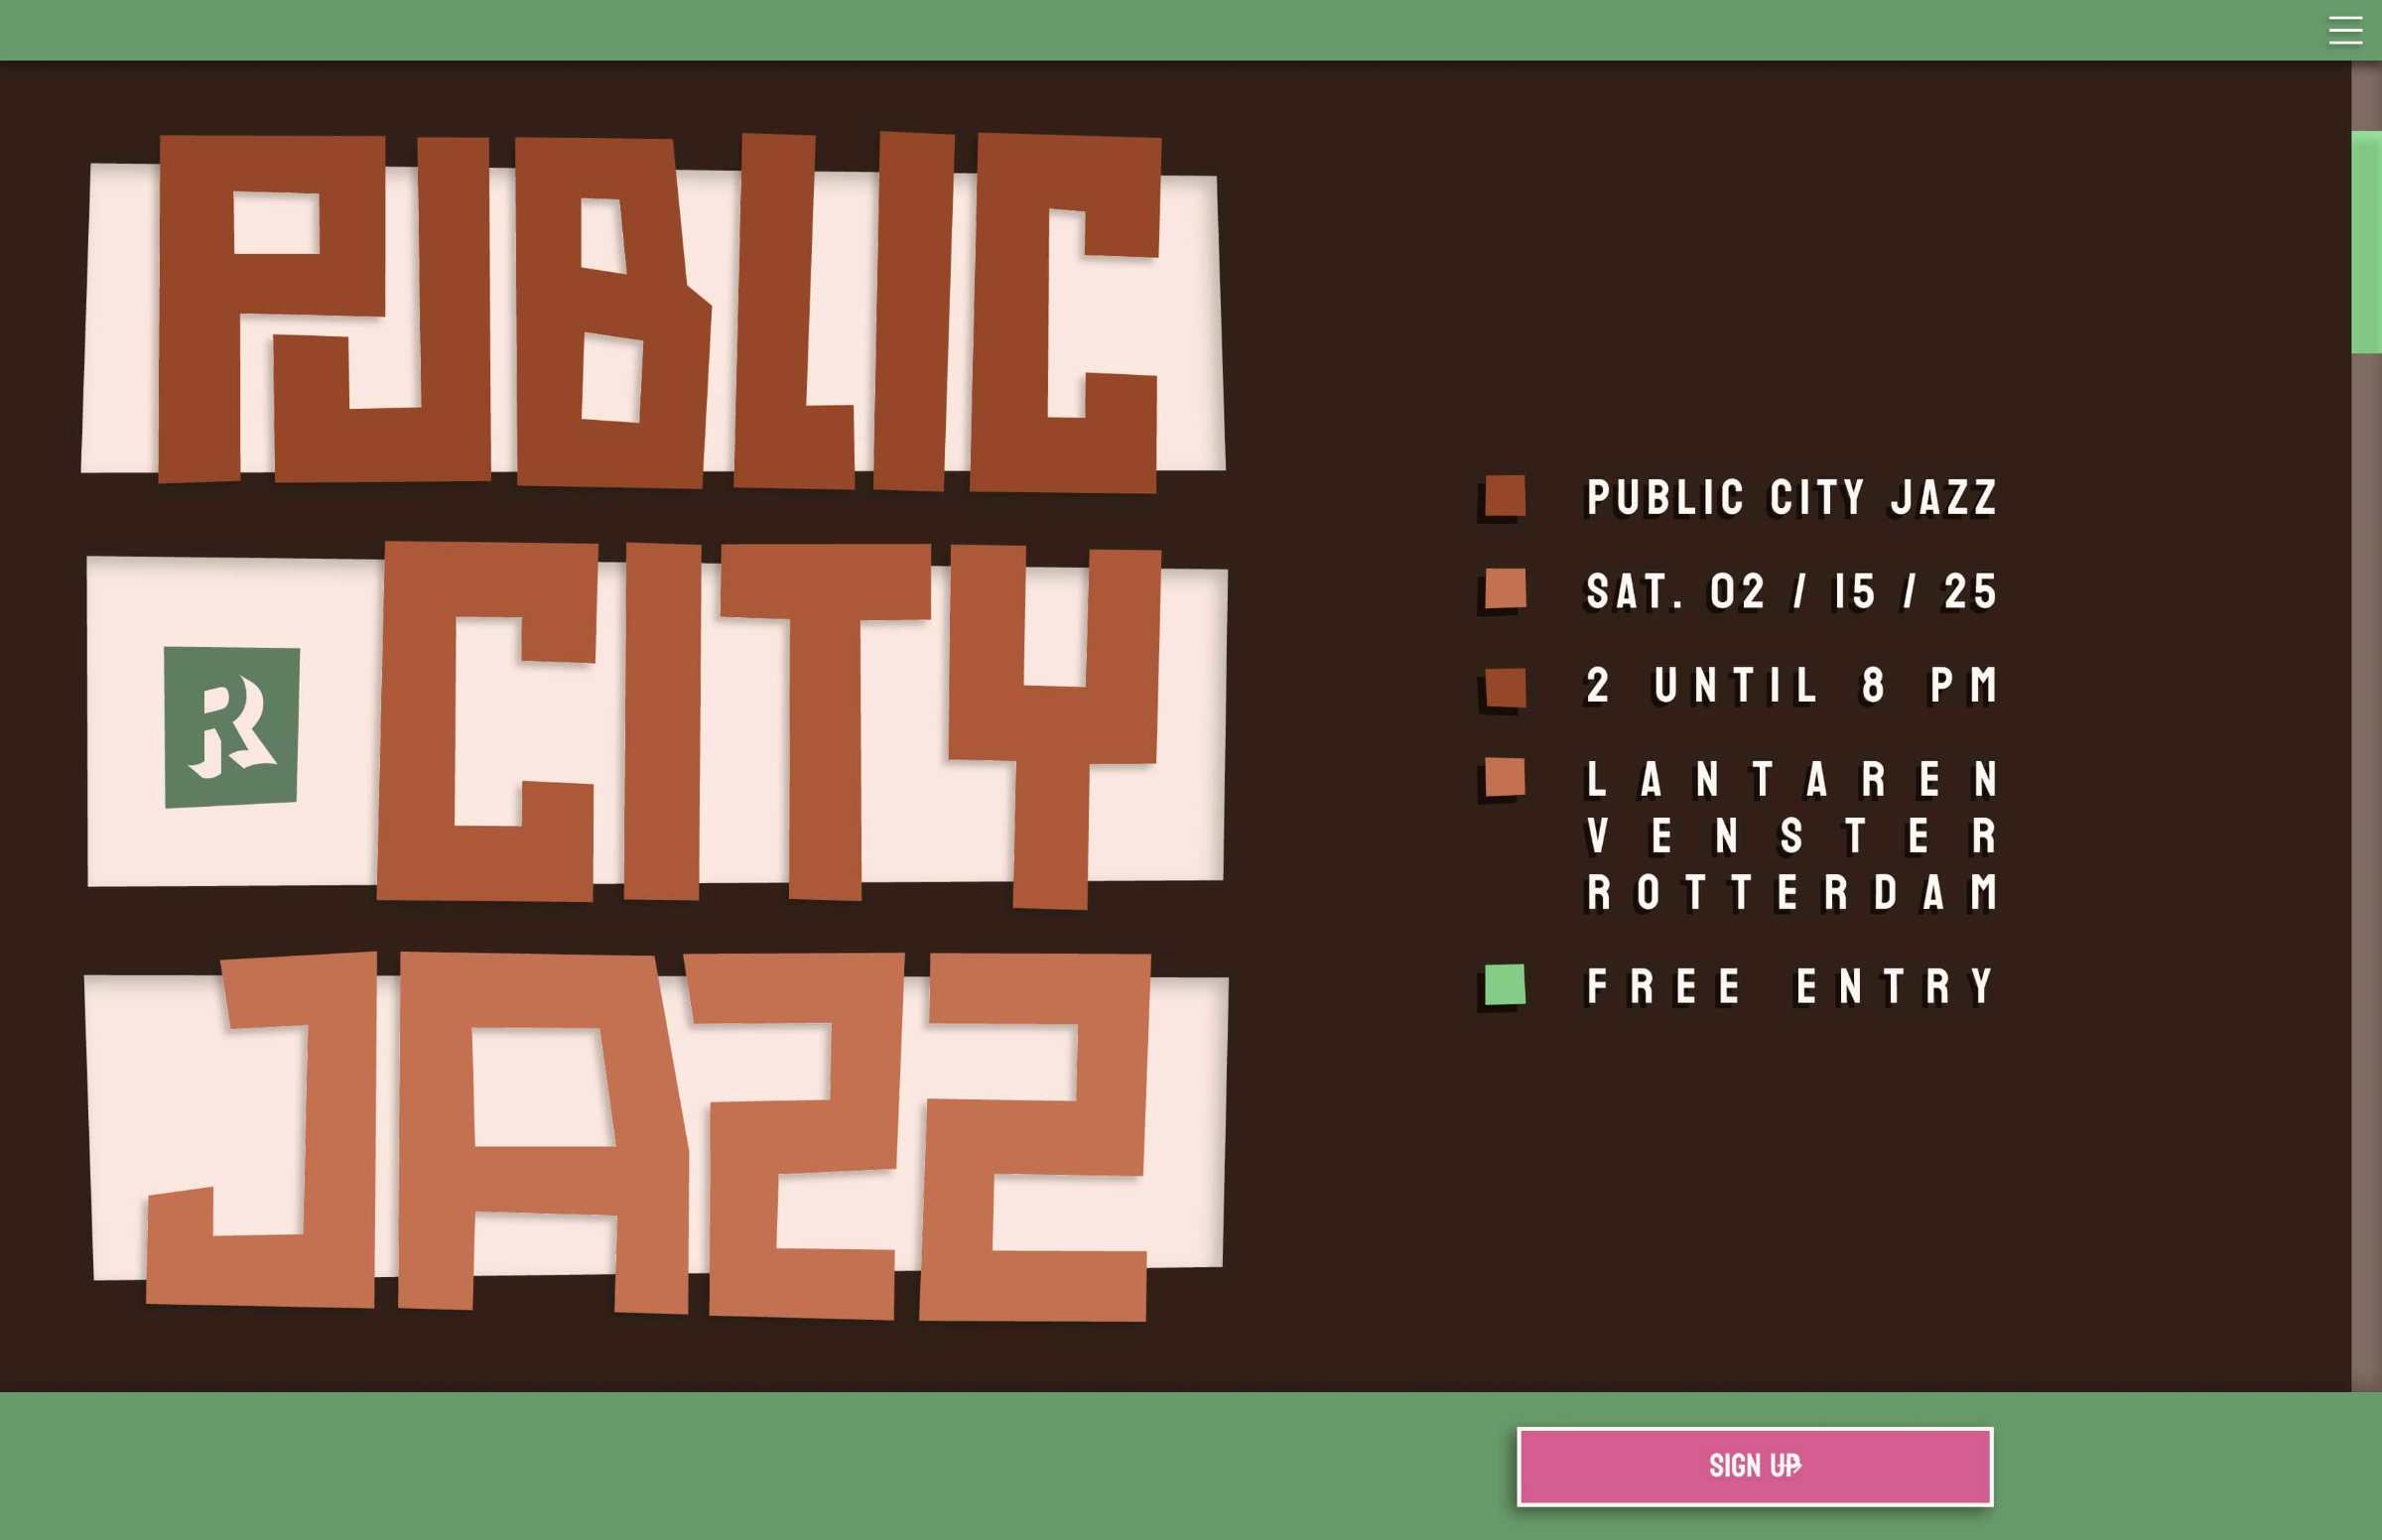 PUBLIC
R
CITY
JAZZ
PUBLIC CITY JAZZ
SAT. 02 / 15 / 25
2 UNTIL 8 PM
LANTAREN
VENSTER
ROTTERDAM
FREE ENTRY
SIGN UP